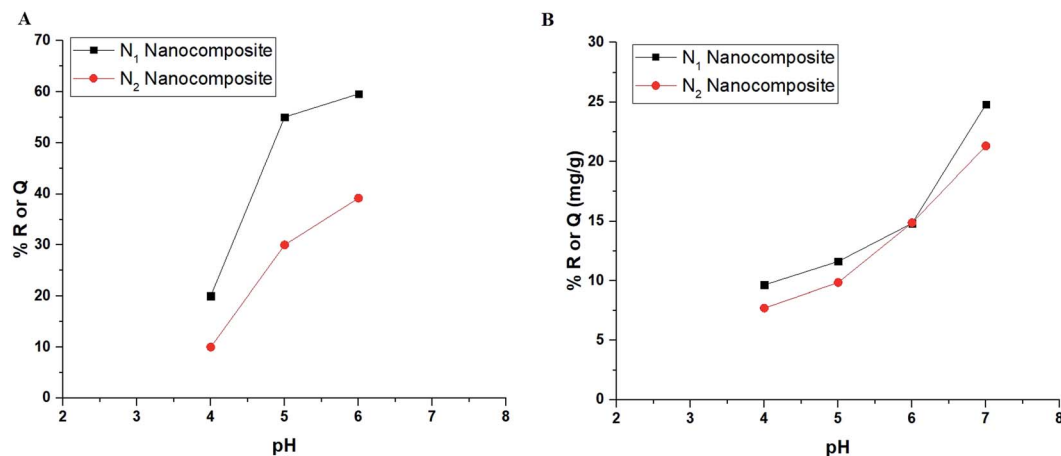 A
% R or Q
70
60
50
40
30
20
10
0
N1 Nanocomposite
N2 Nanocomposite
2 3 4 5 6 7 8
pH
B
% R or Q (mg/g)
30
25
20
15
10
5
0
N1 Nanocomposite
N2 Nanocomposite
2 3 4 5 6 7 8
pH